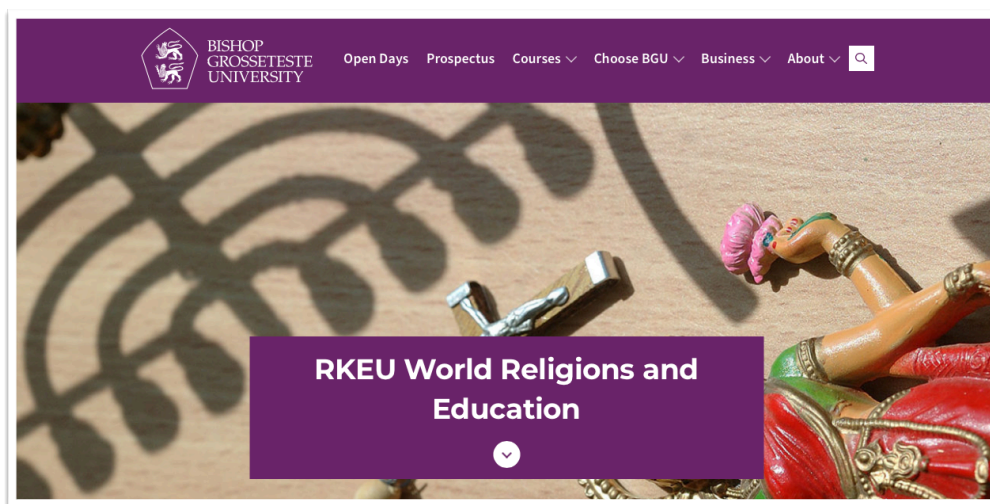 BISHOP
GROSSETESTE
UNIVERSITY
Open Days Prospectus Courses Choose BGU Business About
RKEU World Religions and
Education